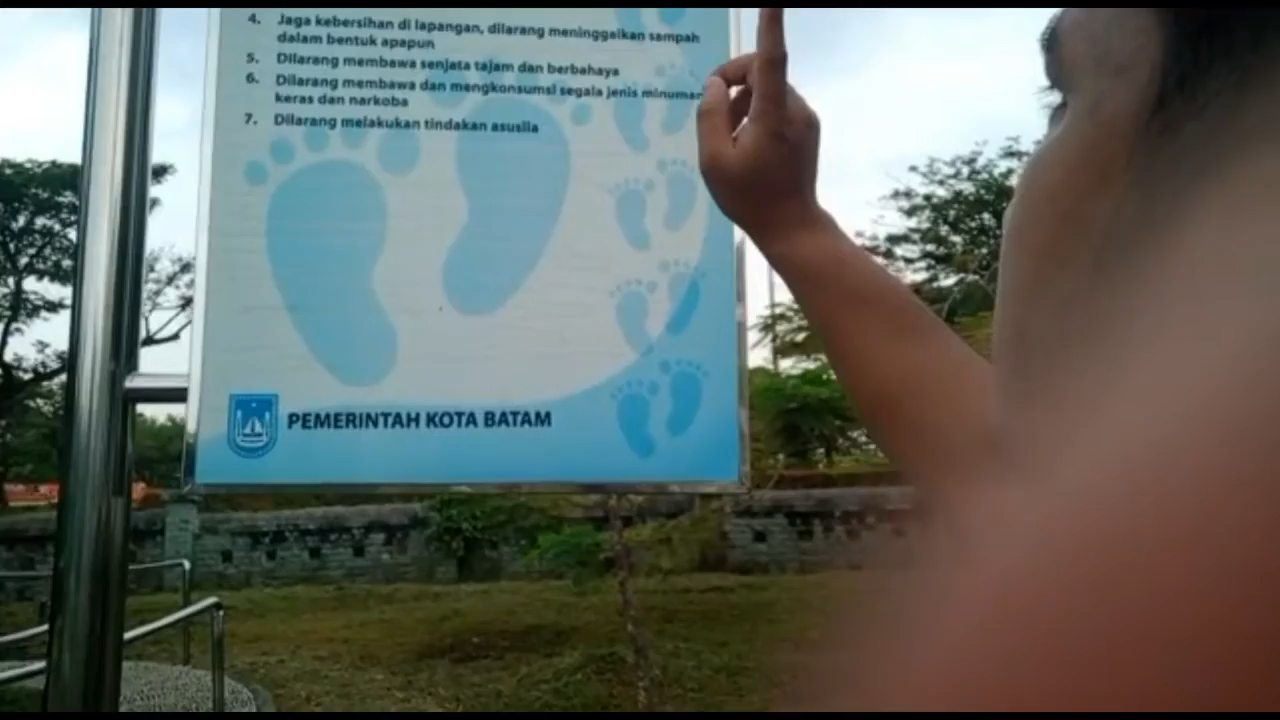 4. Jaga kebersihan di lapangan, dilarang meninggalkan sampah
dalam bentuk apapun
5. Dilarang membawa senjata tajam dan berbahaya
6. Dilarang membawa dan mengkonsumsi segala jenis minuman
keras dan narkoba
7. Dilarang melakukan tindakan asusila
PEMERINTAH KOTA BATAM